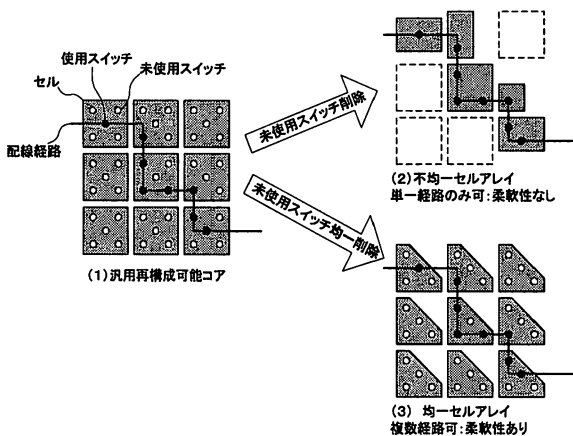 使用スイッチ
未使用スイッチ
セル
配線経路
(1)汎用再構成可能コア
未使用スイッチ削除
未使用スイッチ均一削除
(2)不均一セルアレイ
単一経路のみ可:柔軟性なし
(3) 均一セルアレイ
複数経路可:柔軟性あり